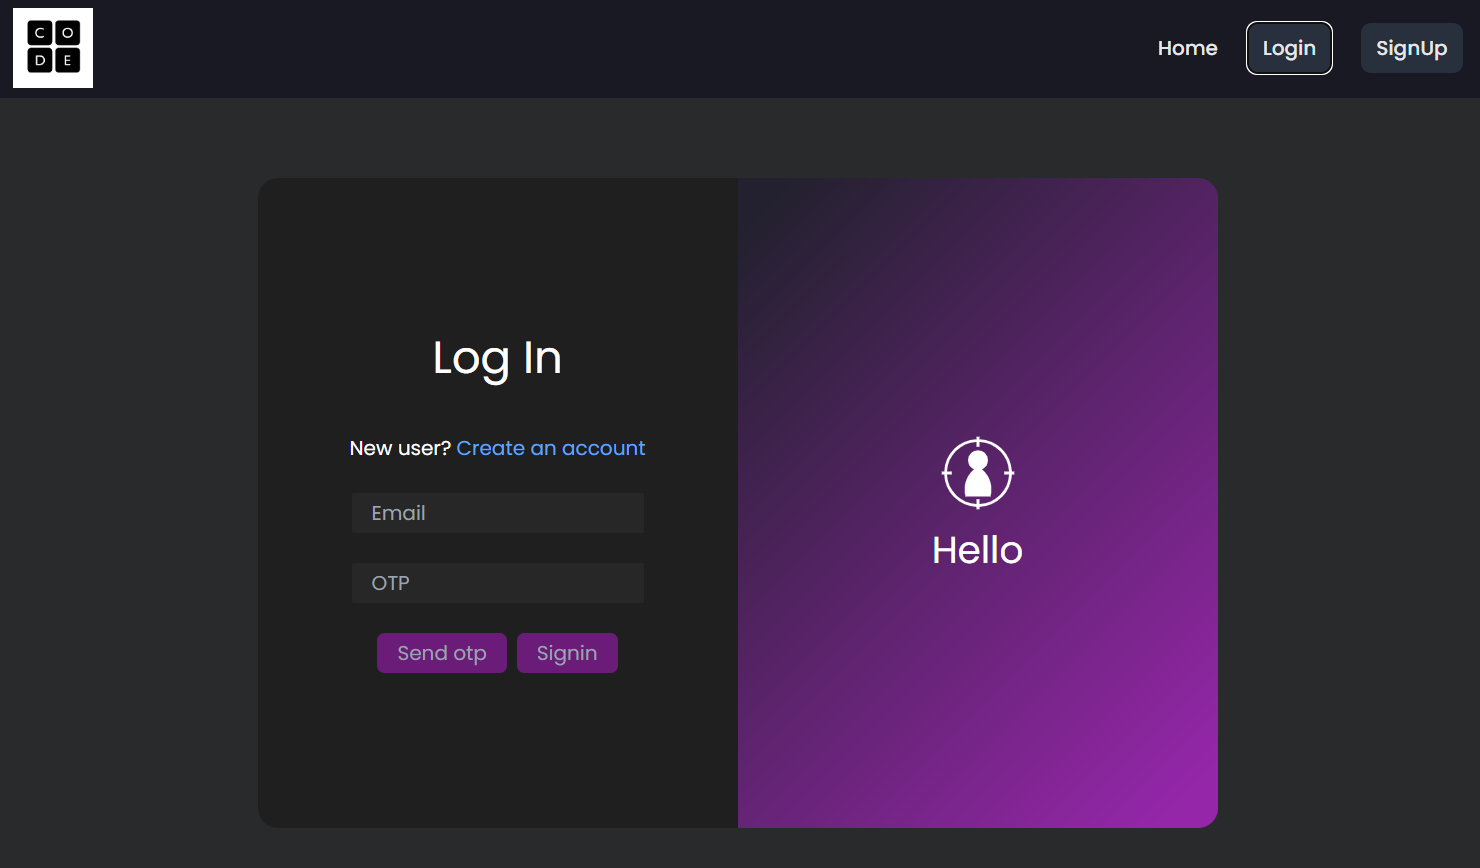 C O
D E
Home Login SignUp
Log In
New user? Create an account
Email
OTP
Send otp Signin
Hello